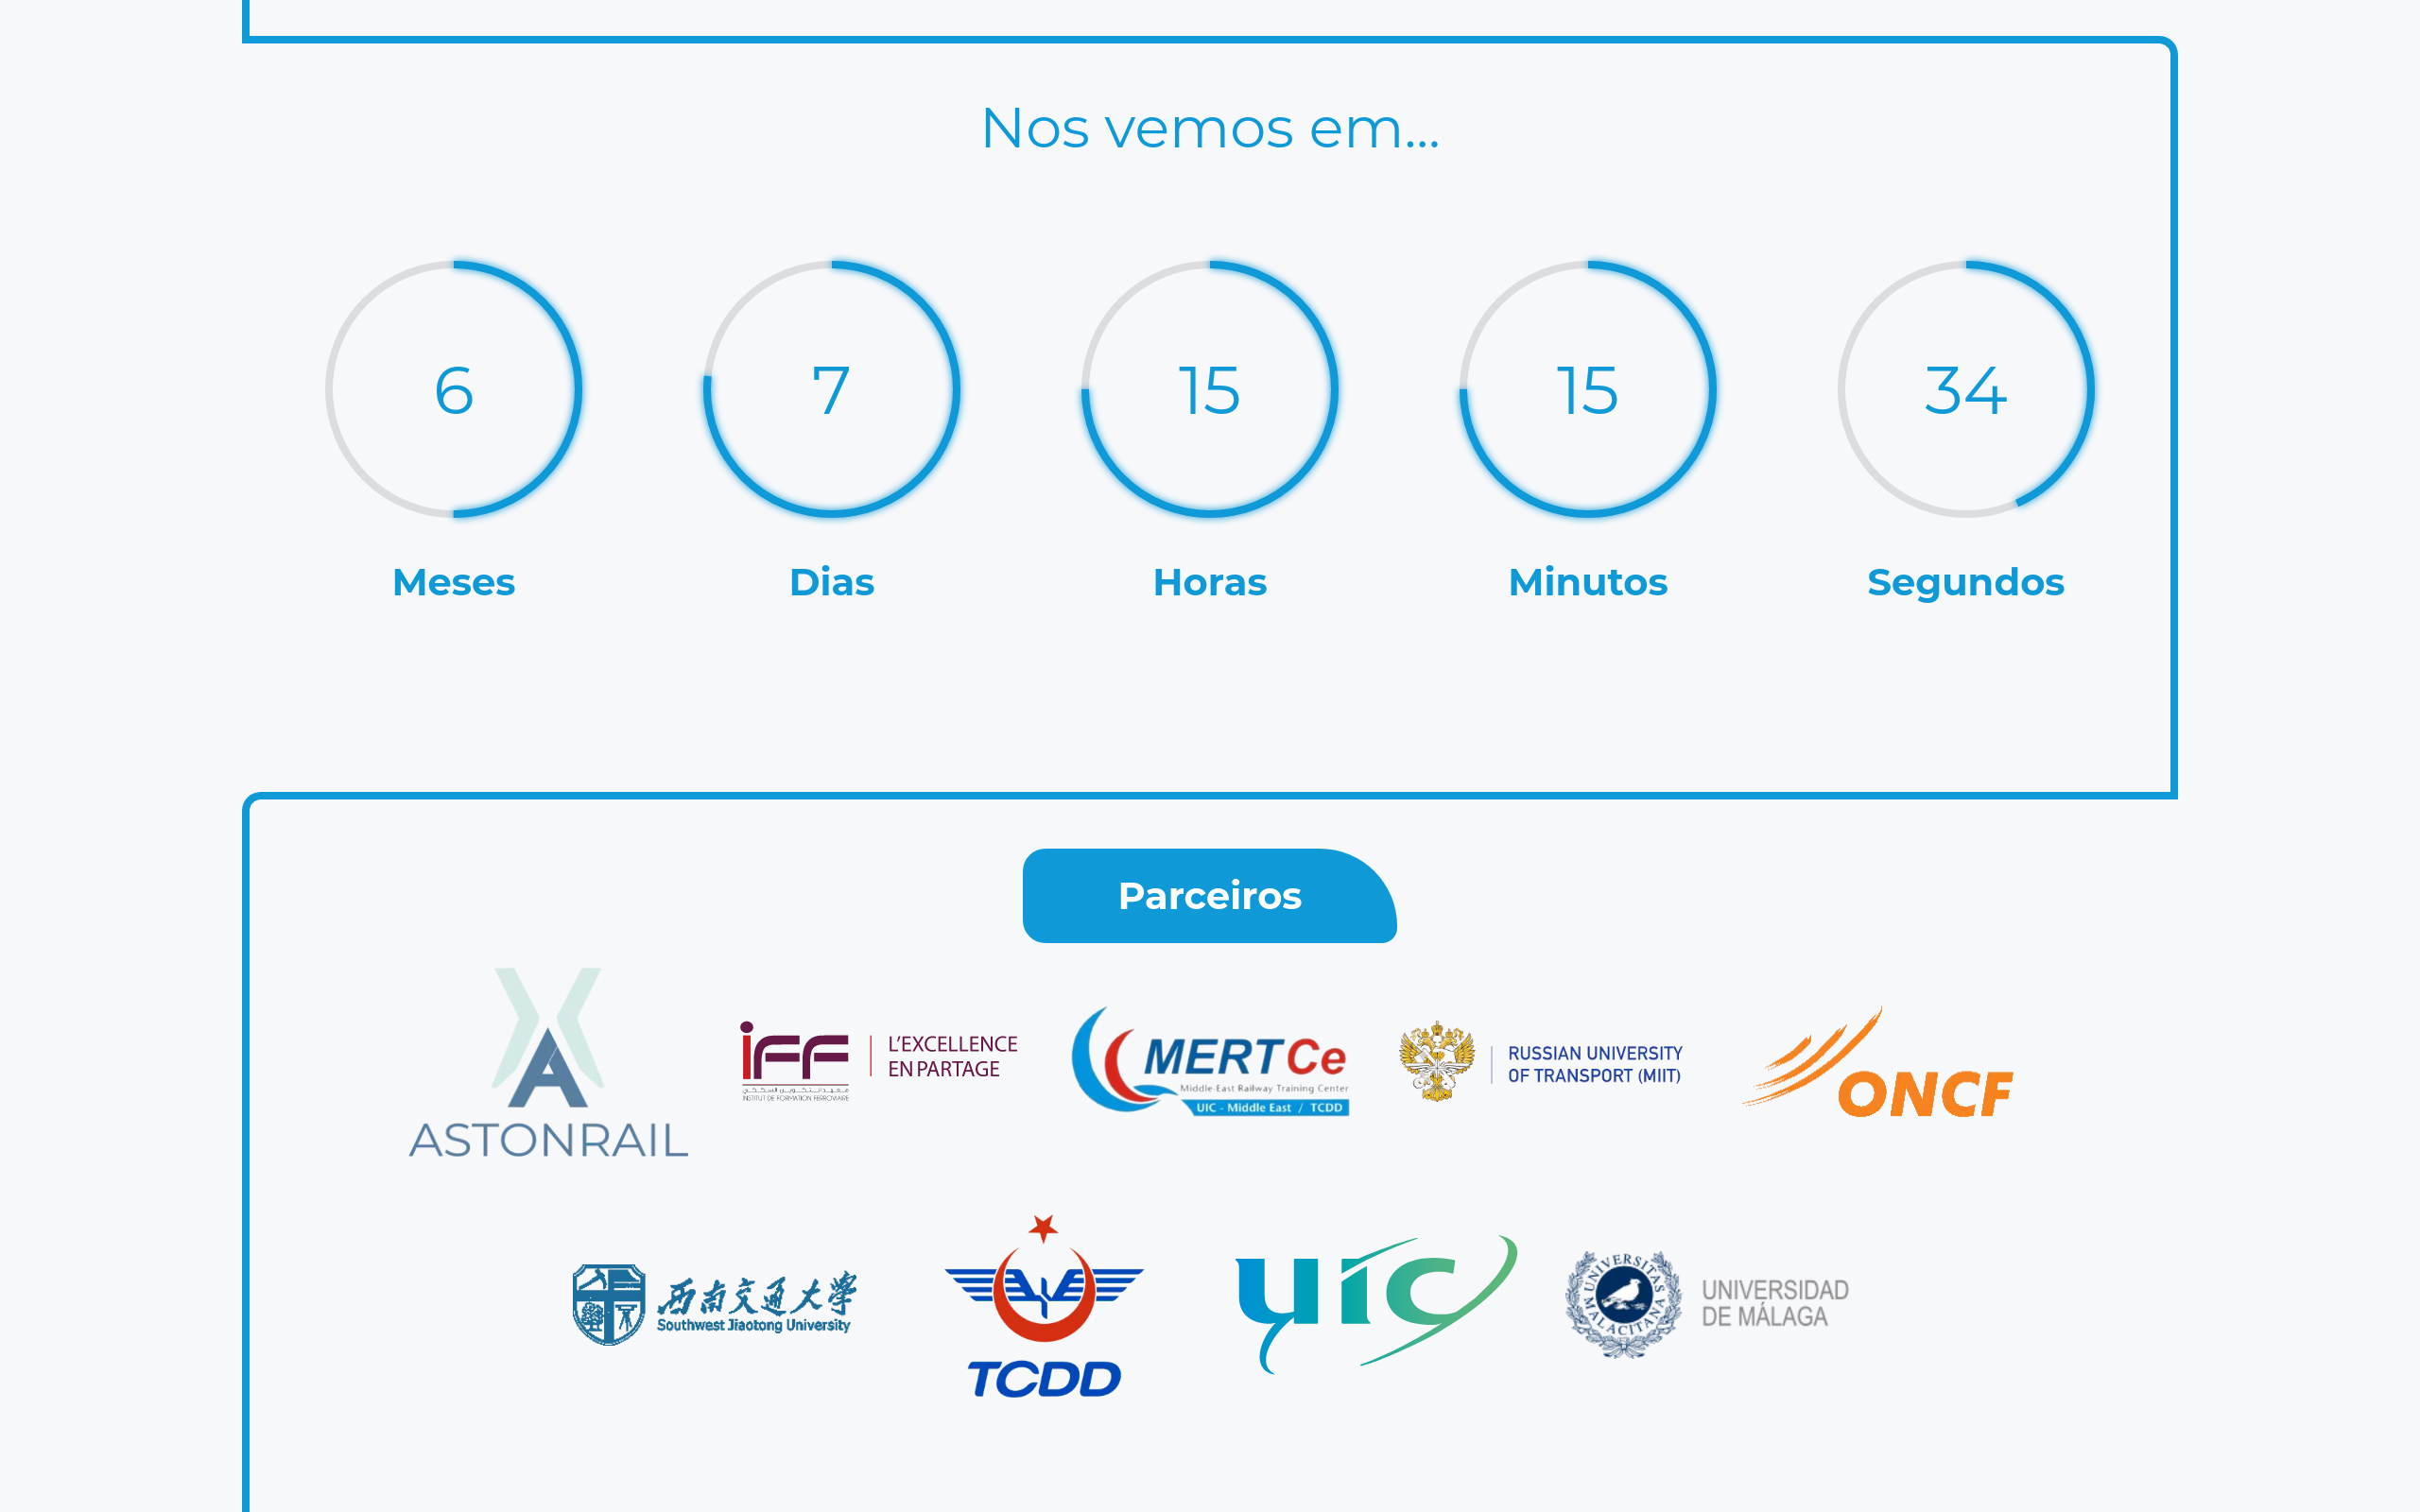 Nos vemos em...
6
7
15
15
34
Meses
Dias
Horas
Minutos
Segundos
Parceiros
ASTONRAIL
iFF
L'EXCELLENCE
EN PARTAGE
INSTITUT DE FORMATION FERROVIAIRE
MERTCe
Middle-East Railway Training Center
UIC - Middle East / TCDD
RUSSIAN UNIVERSITY
OF TRANSPORT (MIIT)
ONCF
西南交通大学
Southwest Jiaotong University
TCDD
uic
UNIVERSITAS
MALACITANA
UNIVERSIDAD
DE MÁLAGA